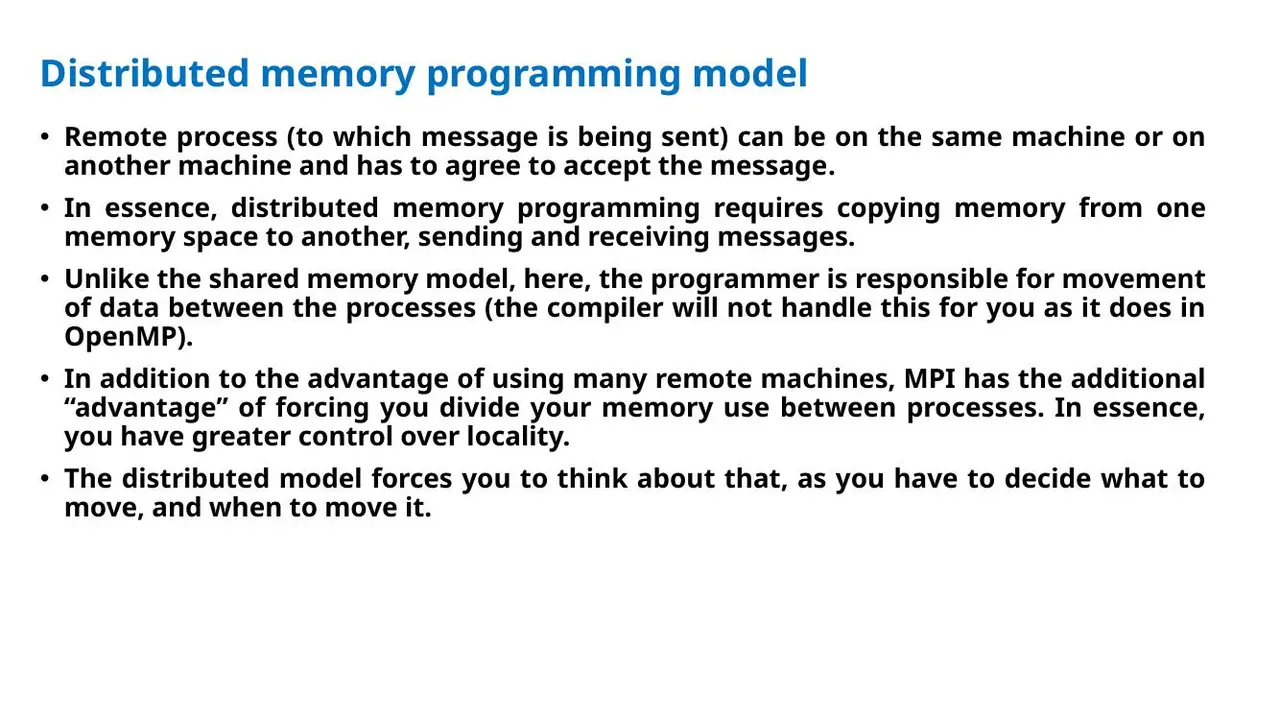 Distributed memory programming model
• Remote process (to which message is being sent) can be on the same machine or on
another machine and has to agree to accept the message.
• In essence, distributed memory programming requires copying memory from one
memory space to another, sending and receiving messages.
• Unlike the shared memory model, here, the programmer is responsible for movement
of data between the processes (the compiler will not handle this for you as it does in
OpenMP).
• In addition to the advantage of using many remote machines, MPI has the additional
“advantage” of forcing you divide your memory use between processes. In essence,
you have greater control over locality.
• The distributed model forces you to think about that, as you have to decide what to
move, and when to move it.